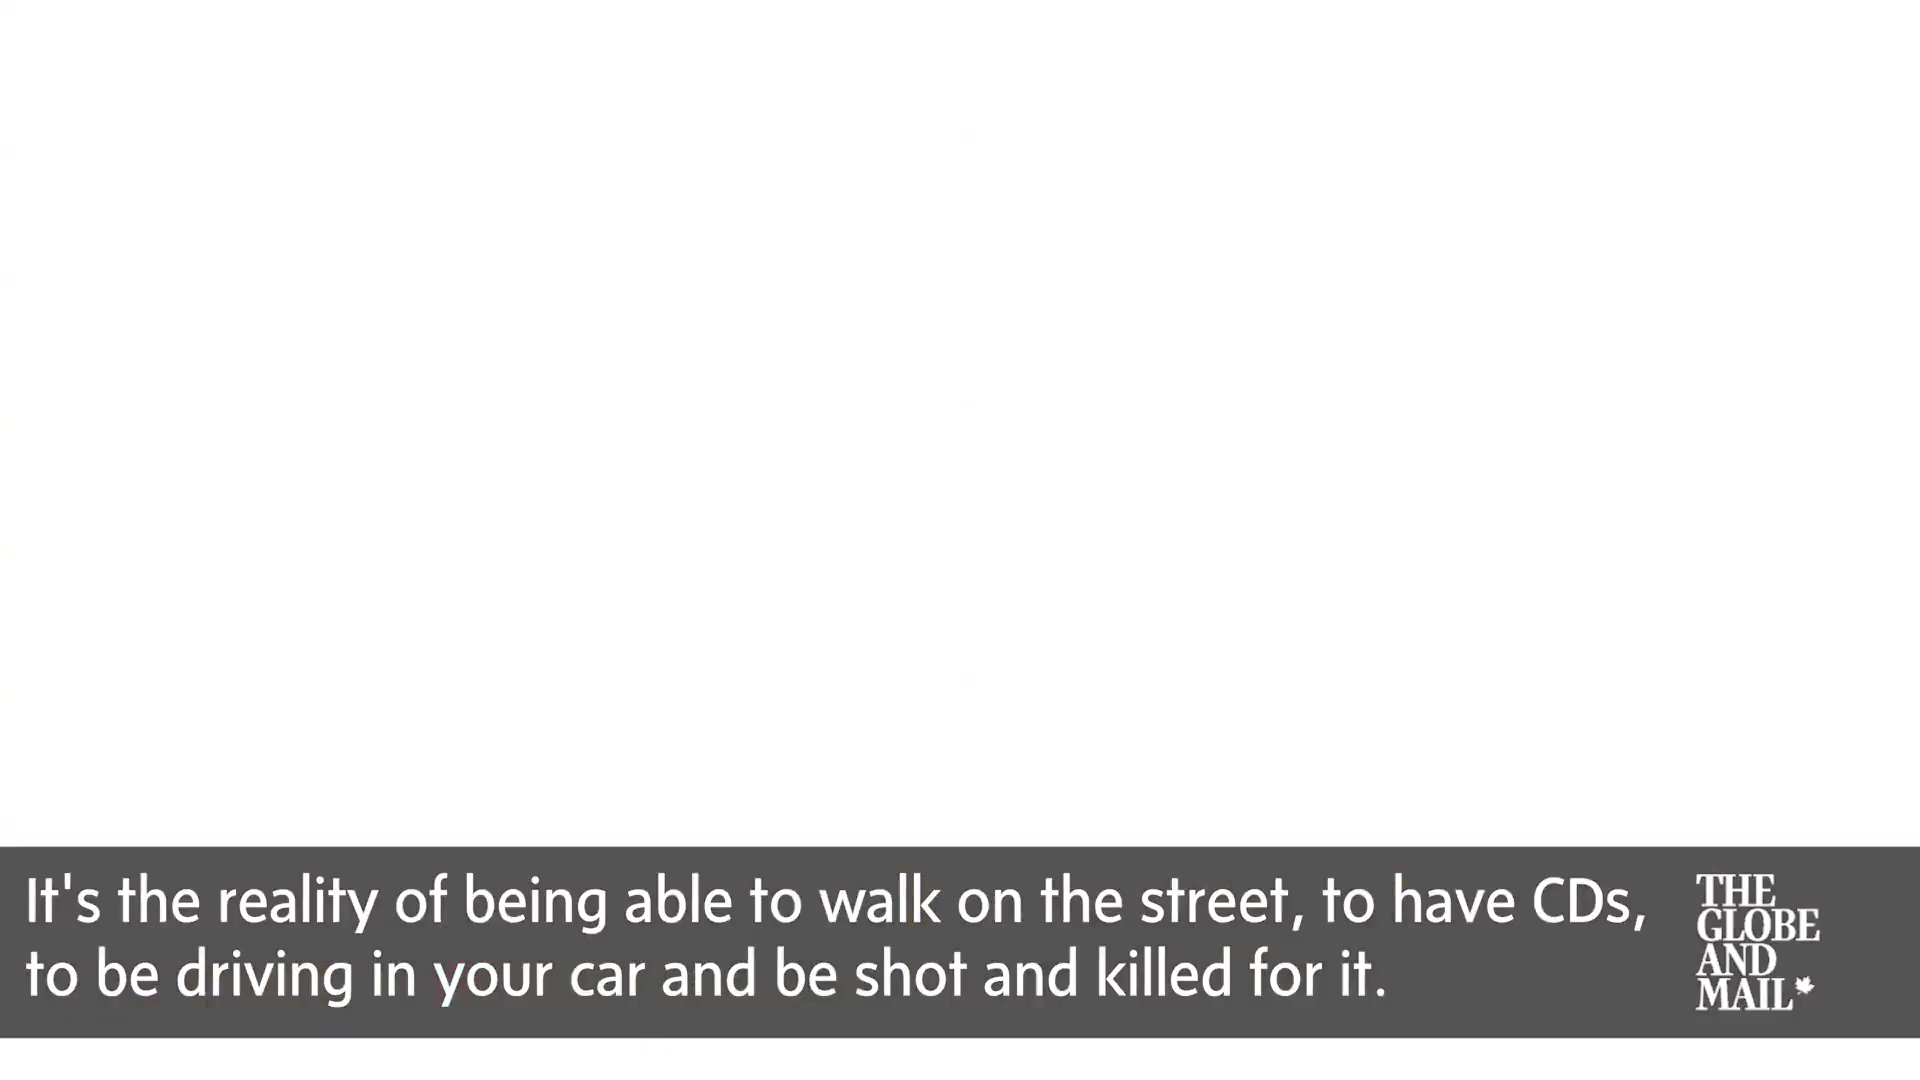 It's the reality of being able to walk on the street, to have CDs,
to be driving in your car and be shot and killed for it.
THE
GLOBE
AND
MAIL